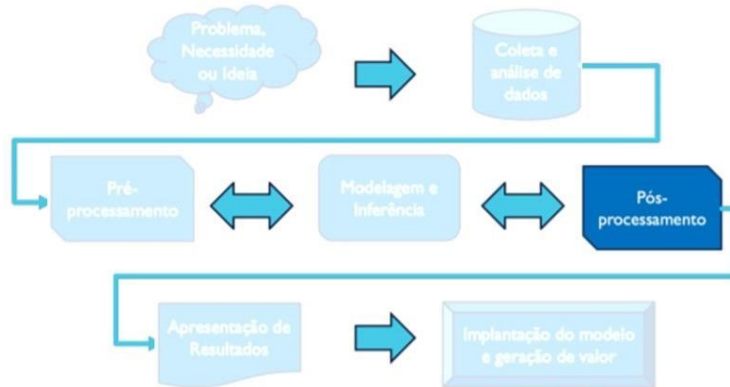 Problema,
Necessidade
ou Ideia
Coleta e
análise de
dados
Pré-
processamento
Modelagem e
Inferência
Pós-
processamento
Apresentação de
Resultados
Implantação do modelo
e geração de valor